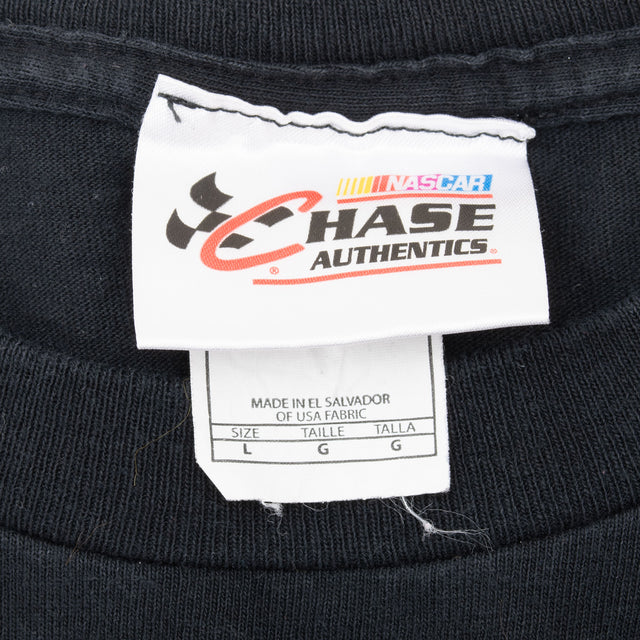 NASCAR
CHASE
AUTHENTICS®
®
MADE IN EL SALVADOR
OF USA FABRIC
SIZE TAILLE TALLA
L G G